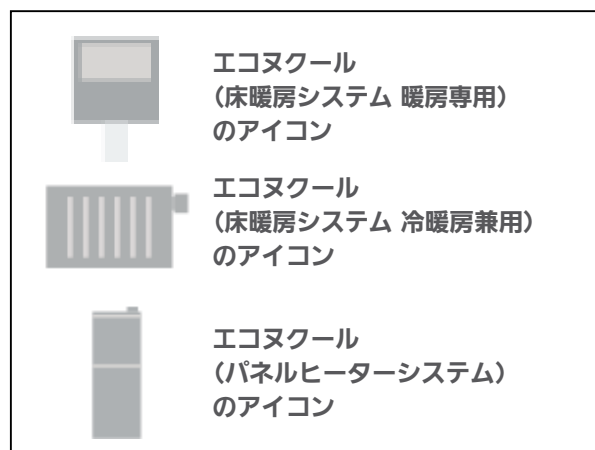 エコヌクール
（床暖房システム 暖房専用）
のアイコン
エコヌクール
（床暖房システム 冷暖房兼用）
のアイコン
エコヌクール
（パネルヒーターシステム）
のアイコン